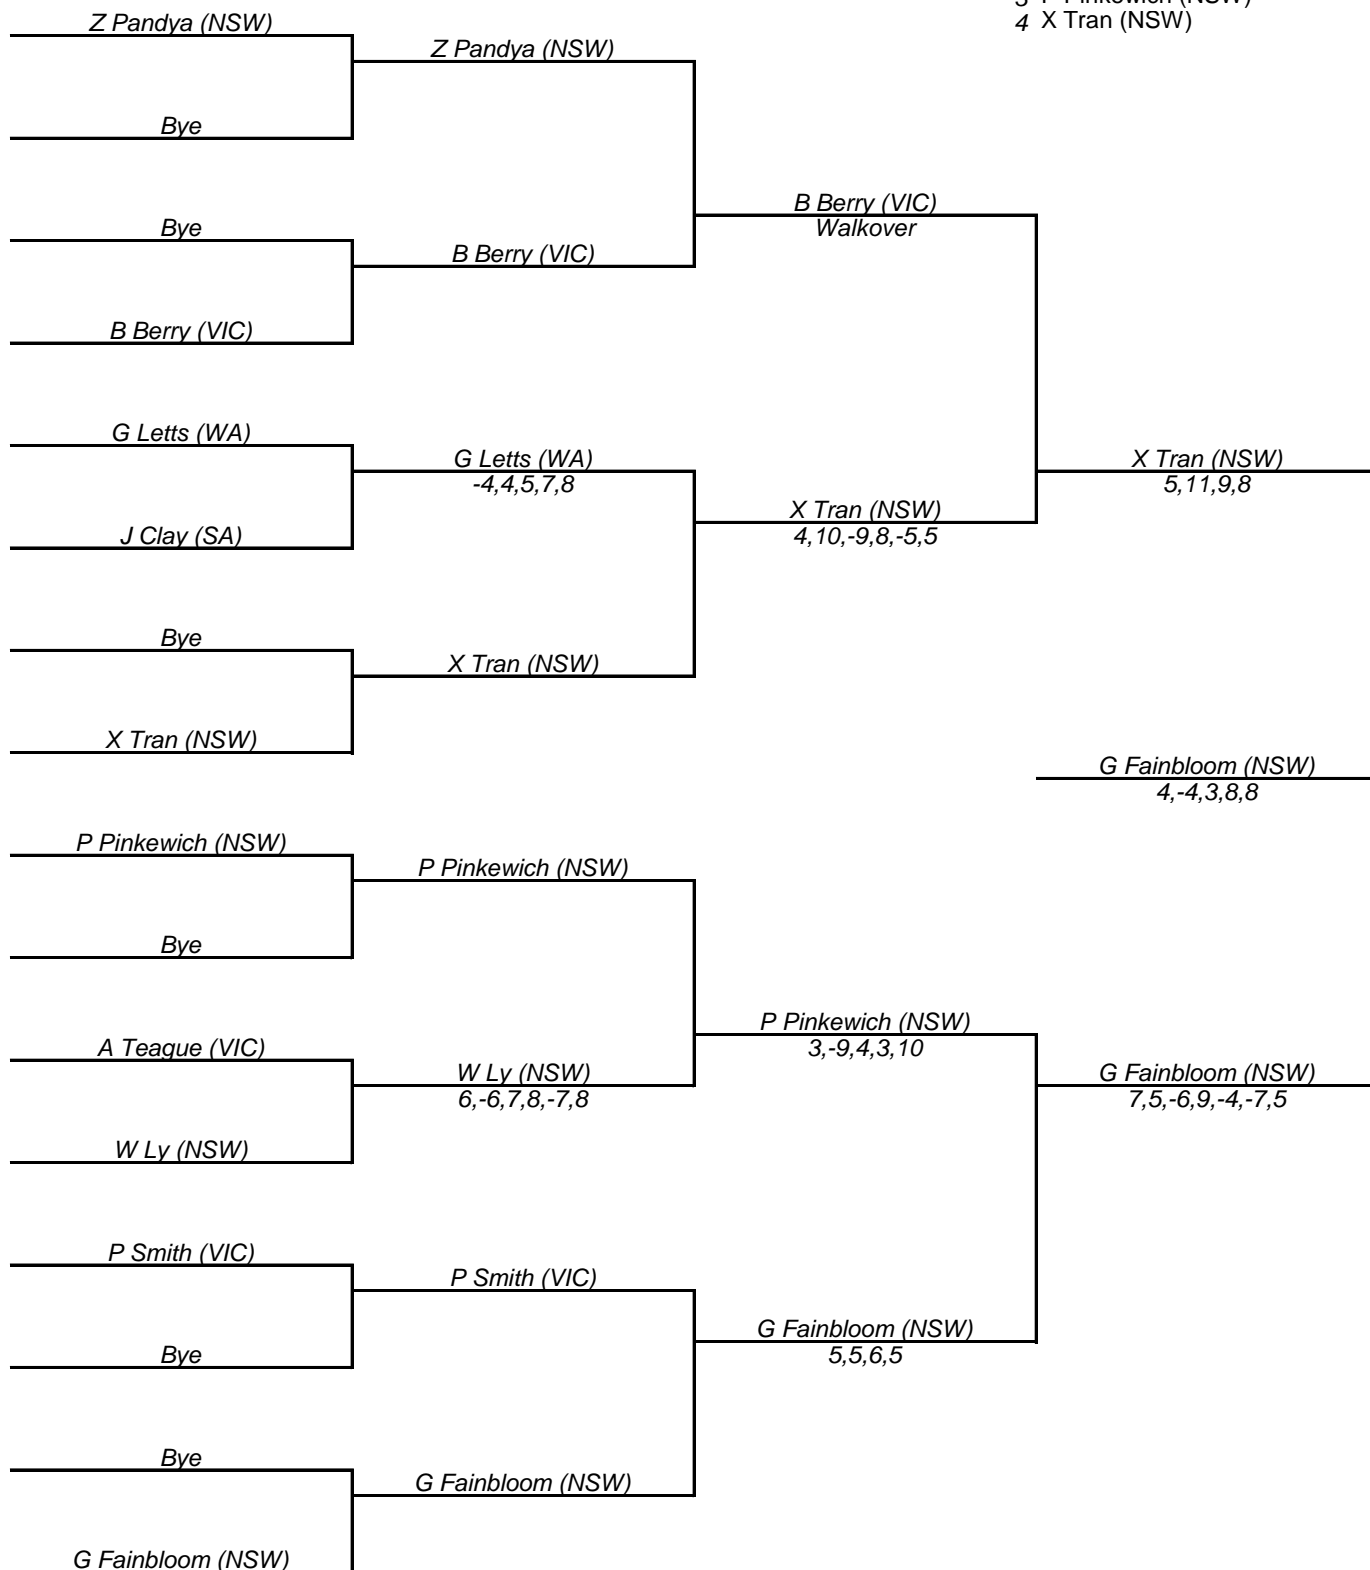 3 P Pinkewich (NSW)
4 X Tran (NSW)
Z Pandya (NSW)
Z Pandya (NSW)
Bye
B Berry (VIC)
Walkover
Bye
B Berry (VIC)
B Berry (VIC)
G Letts (WA)
G Letts (WA)
-4,4,5,7,8
X Tran (NSW)
5,11,9,8
X Tran (NSW)
4,10,-9,8,-5,5
J Clay (SA)
Bye
X Tran (NSW)
X Tran (NSW)
G Fainbloom (NSW)
4,-4,3,8,8
P Pinkewich (NSW)
P Pinkewich (NSW)
Bye
P Pinkewich (NSW)
3,-9,4,3,10
A Teague (VIC)
W Ly (NSW)
6,-6,7,8,-7,8
G Fainbloom (NSW)
7,5,-6,9,-4,-7,5
W Ly (NSW)
P Smith (VIC)
P Smith (VIC)
G Fainbloom (NSW)
5,5,6,5
Bye
Bye
G Fainbloom (NSW)
G Fainbloom (NSW)